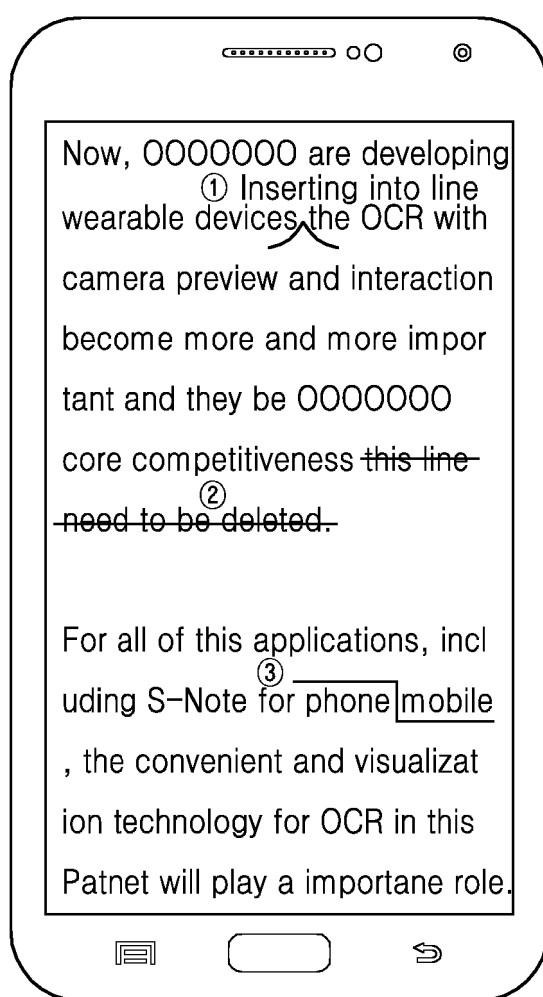 Now, OOOOOOO are developing
① Inserting into line
wearable devices the OCR with
camera preview and interaction
become more and more impor
tant and they be OOOOOOO
core competitiveness this line
②
need to be deleted.
For all of this applications, incl
③
uding S-Note for phone mobile
, the convenient and visualizat
ion technology for OCR in this
Patnet will play a importane role.